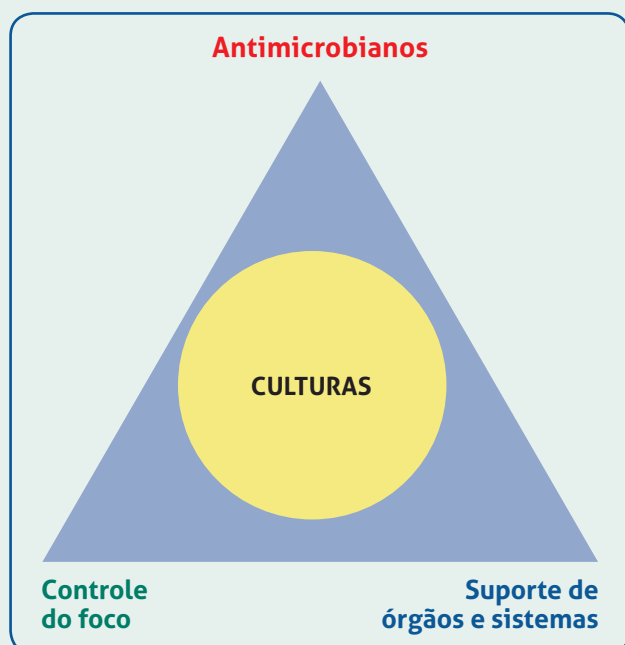 Antimicrobianos
CULTURAS
Controle
do foco
Suporte de
órgãos e sistemas